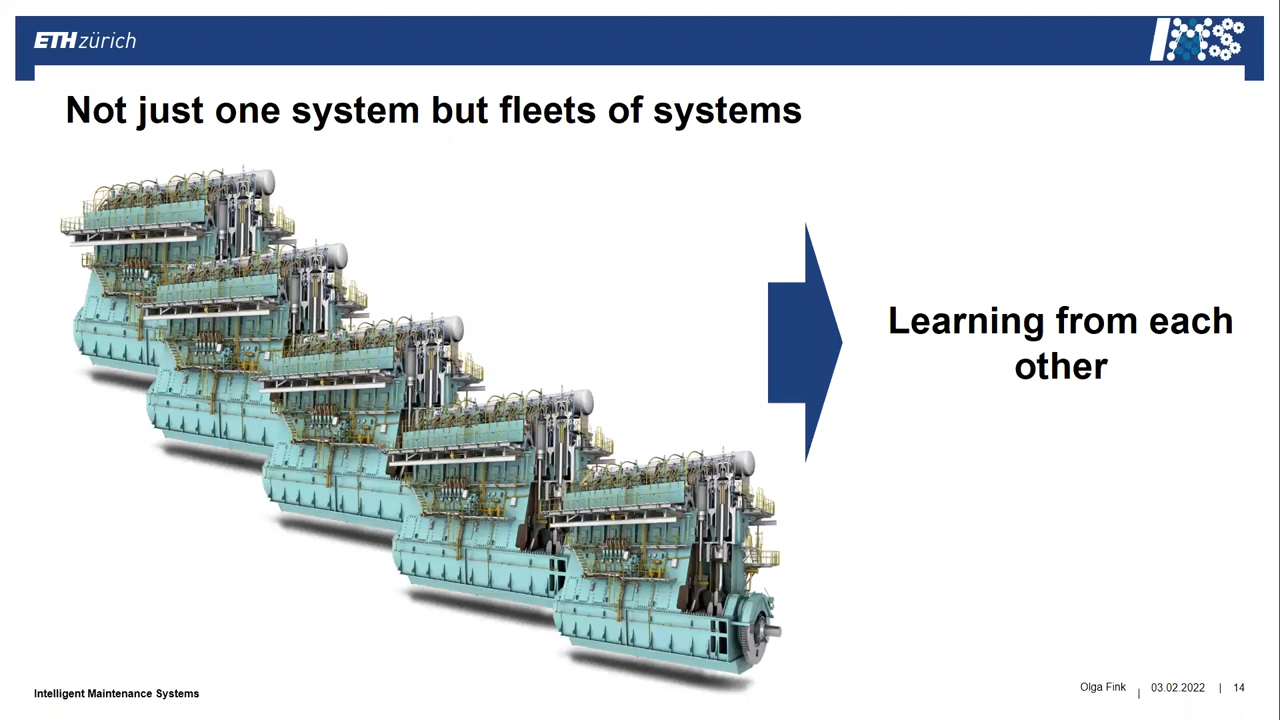 ETH zürich
IMS
Not just one system but fleets of systems
Learning from each
other
Intelligent Maintenance Systems
Olga Fink | 03.02.2022 | 14